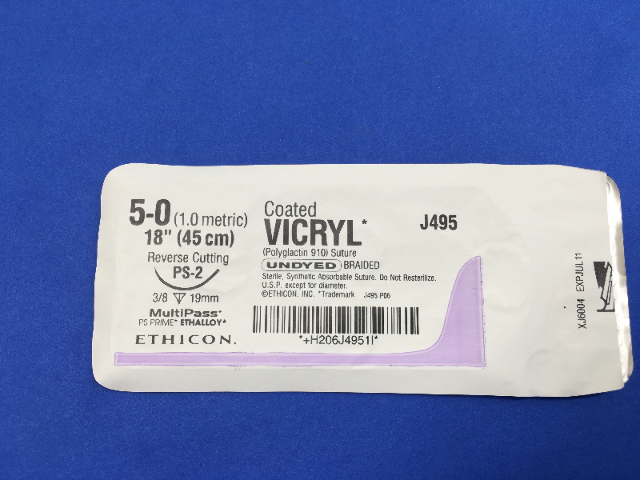 5-0 (1.0 metric)
18" (45 cm)
Reverse Cutting
PS-2
3/8 19mm
MultiPass*
PS PRIME* ETHALLOY*
ETHICON.
Coated
VICRYL*
(Polyglactin 910) Suture
UNDYED BRAIDED
Sterile, Synthetic Absorbable Suture. Do Not Resterilize.
U.S.P. except for diameter.
©ETHICON, INC. *Trademark J495 P06
*+H206J4951I*
J495
XJ6004 EXPJUL11